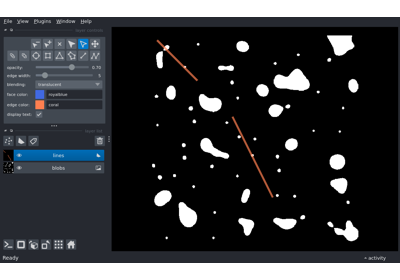 File View Plugins Window Help
opacity: 0.70
edge width: 5
blending: translucent
face color: royalblue
edge color: coral
display text: ✓
lines
blobs
Ready
activity